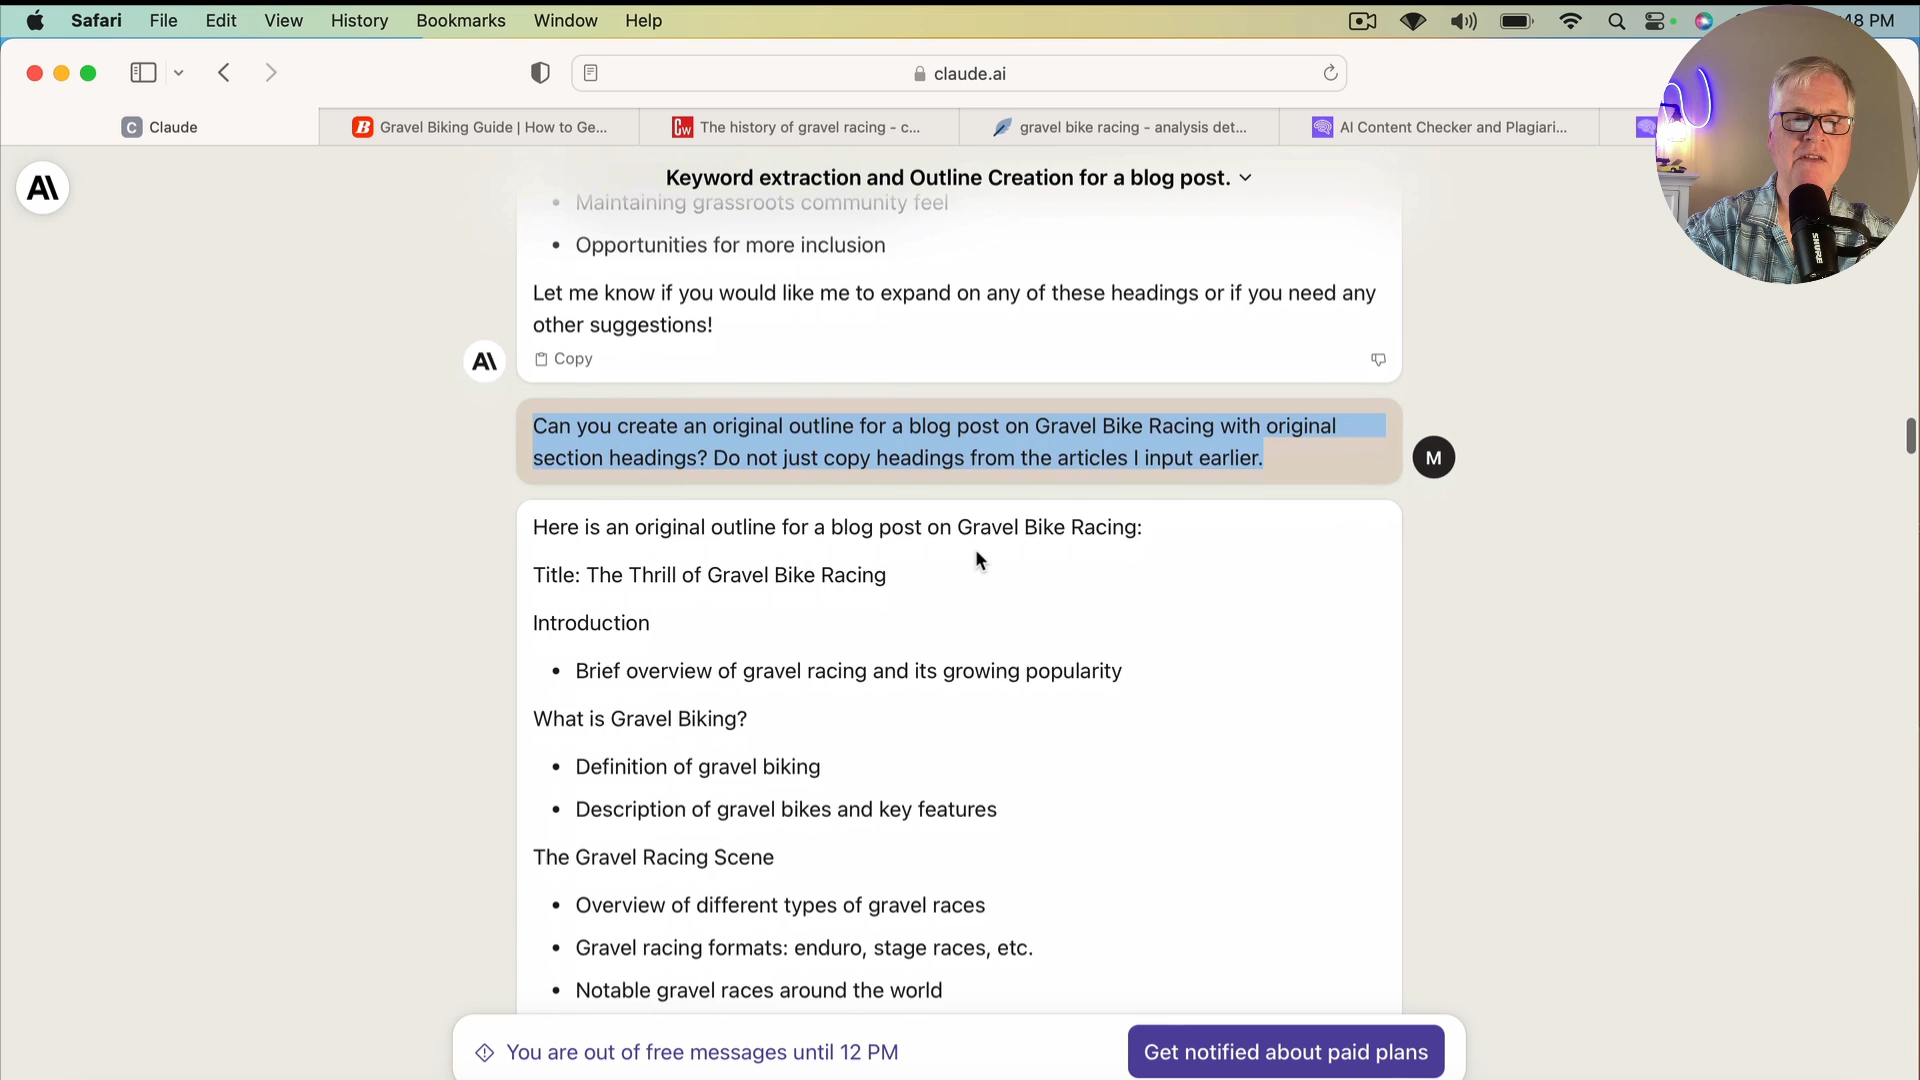 Safari File Edit View History Bookmarks Window Help
48 PM
claude.ai
C Claude
B Gravel Biking Guide | How to Ge...
Cw The history of gravel racing - c...
gravel bike racing - analysis det...
AI Content Checker and Plagiari...
Keyword extraction and Outline Creation for a blog post.
• Maintaining grassroots community feel
• Opportunities for more inclusion
Let me know if you would like me to expand on any of these headings or if you need any
other suggestions!
Copy
A\
Can you create an original outline for a blog post on Gravel Bike Racing with original
section headings? Do not just copy headings from the articles I input earlier.
M
Here is an original outline for a blog post on Gravel Bike Racing:
Title: The Thrill of Gravel Bike Racing
Introduction
• Brief overview of gravel racing and its growing popularity
What is Gravel Biking?
• Definition of gravel biking
• Description of gravel bikes and key features
The Gravel Racing Scene
• Overview of different types of gravel races
• Gravel racing formats: enduro, stage races, etc.
• Notable gravel races around the world
You are out of free messages until 12 PM
Get notified about paid plans
A\
SHURE